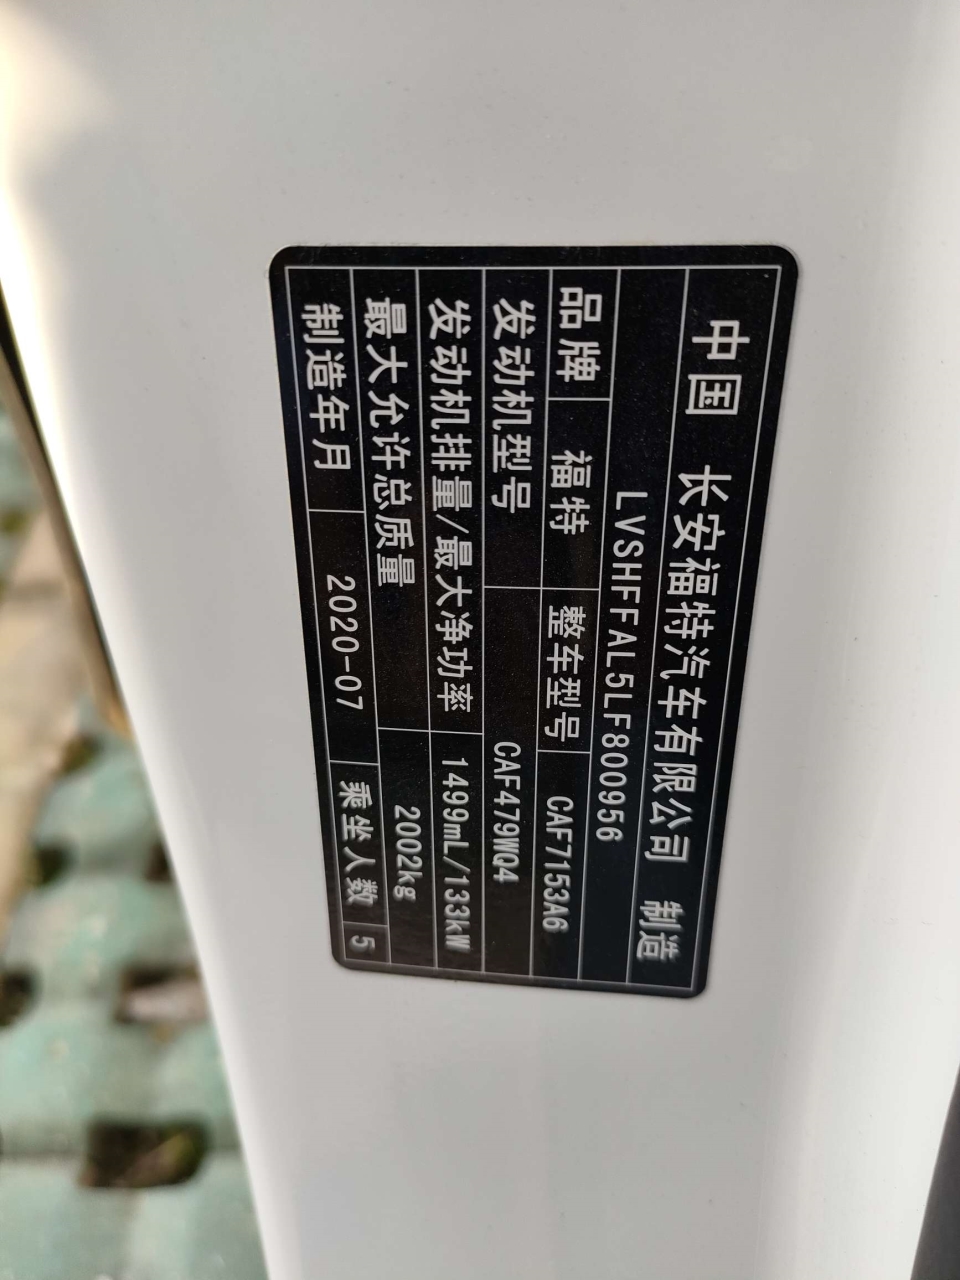 中国 长安福特汽车有限公司 制造
LVSHFFAL5LF800956
品牌 福特 整车型号 CAF7153A6
发动机型号 CAF479WQ4
发动机排量/最大净功率 1499mL/133kW
最大允许总质量 2002kg
制造年月 2020-07 乘坐人数 5